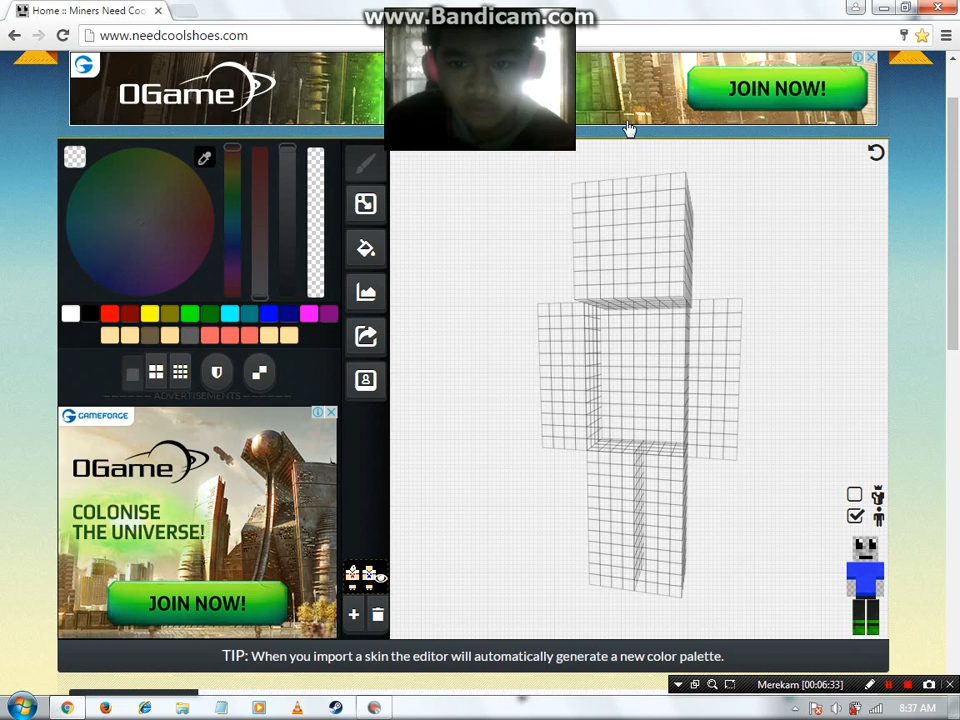 Home :: Miners Need Coo
www.Bandicam.com
www.needcoolshoes.com
G
OGame
JOIN NOW!
ADVERTISEMENTS
GAMEFORGE
OGame
COLONISE
THE UNIVERSE!
JOIN NOW!
TIP: When you import a skin the editor will automatically generate a new color palette.
Merekam [00:06:33]
8:37 AM